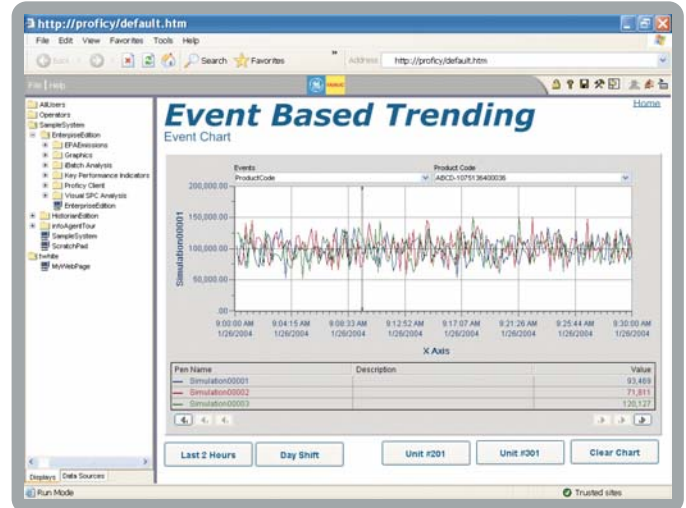 http://proficy/default.htm
File Edit View Favorites Tools Help
Back Search Favorites » Address http://proficy/default.htm
File | Help
AllUsers
Operators
SampleSystem
EnterpriseEdition
EPAEmissions
Graphics
iBatch Analysis
Key Performance Indicators
Proficy Client
Visual SPC Analysis
EnterpriseEdition
HistorianEdition
InfoAgentTour
SampleSystem
ScratchPad
twhite
MyWebPage
Displays Data Sources
Home
Event Based Trending
Event Chart
Events Product Code
ProductCode ABCD-1075136400036
200,000.00
150,000.00
100,000.00
50,000.00
.00
Simulation00001
9:00:00 AM 9:04:15 AM 9:08:33 AM 9:12:52 AM 9:17:07 AM 9:21:26 AM 9:25:44 AM 9:30:00 AM
1/26/2004 1/26/2004 1/26/2004 1/26/2004 1/26/2004 1/26/2004 1/26/2004 1/26/2004
X Axis
Pen Name Description Value
Simulation00001 93,469
Simulation00002 71,811
Simulation00003 120,127
Last 2 Hours Day Shift Unit #201 Unit #301 Clear Chart
Run Mode Trusted sites